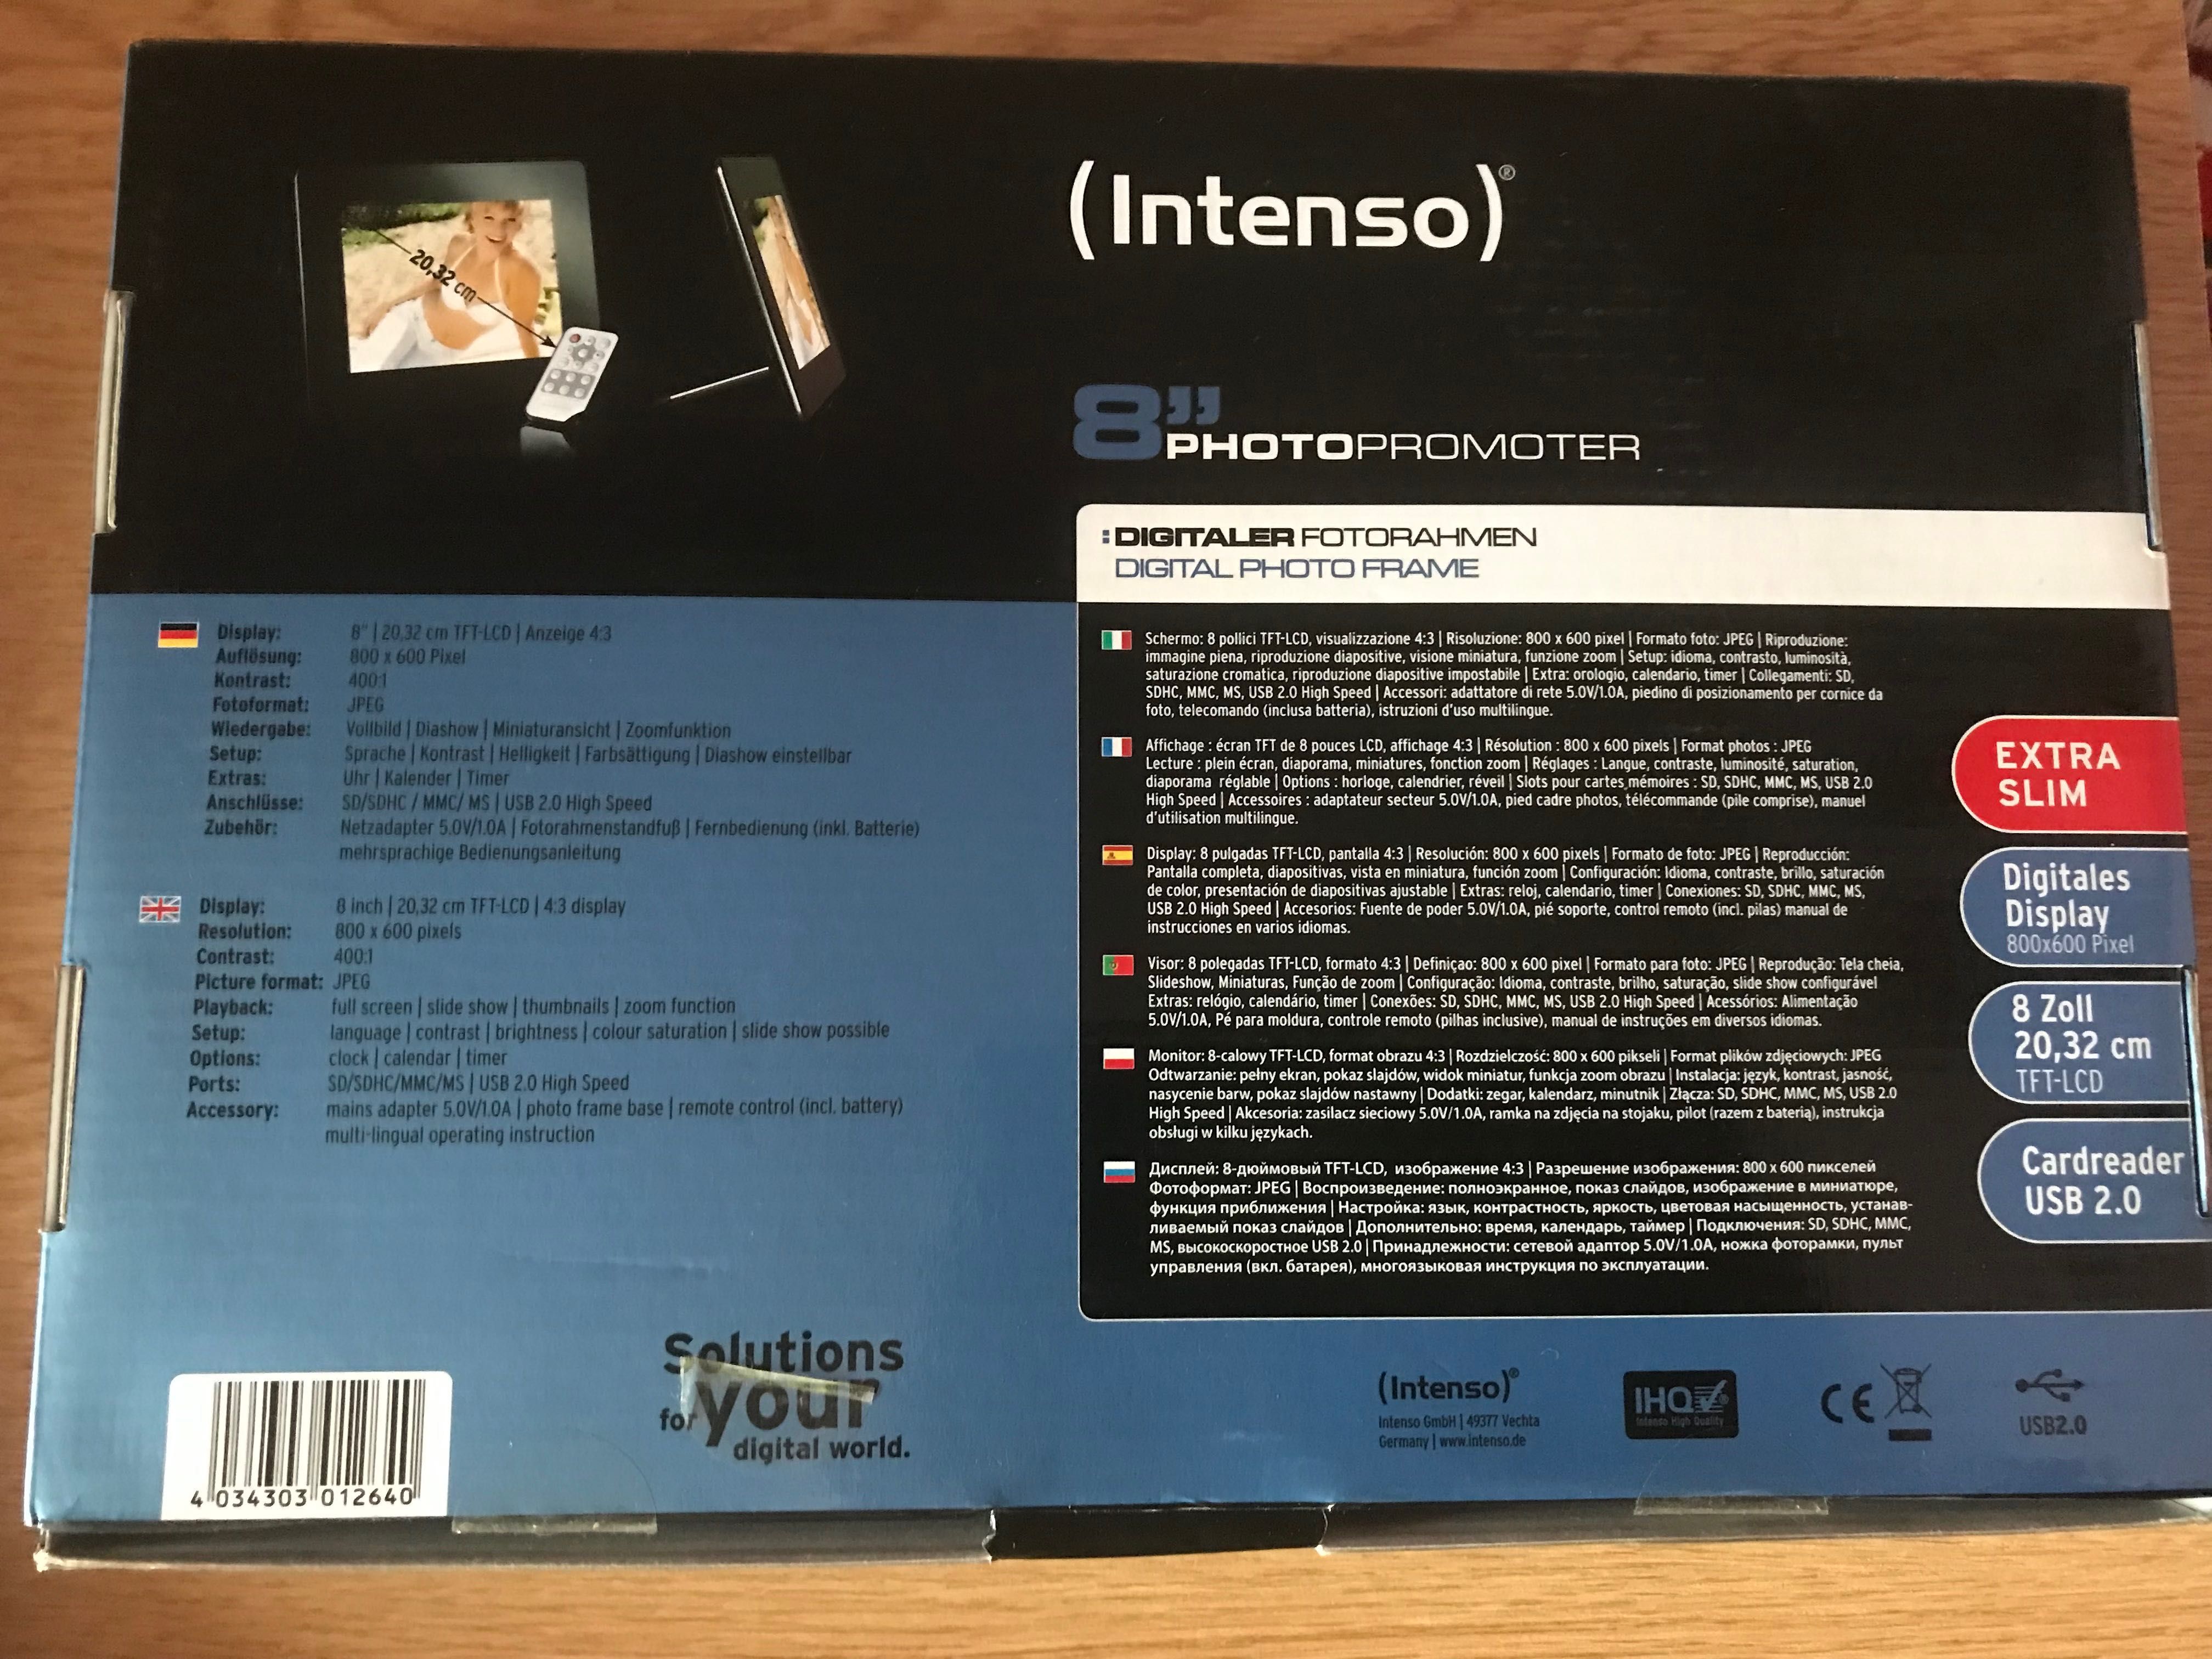 20,32 cm
(Intenso)®
8”
PHOTOPROMOTER
:DIGITALER FOTORAHMEN
DIGITAL PHOTO FRAME
Display: 8" | 20,32 cm TFT-LCD | Anzeige 4:3
Auflösung: 800 x 600 Pixel
Kontrast: 400:1
Fotoformat: JPEG
Wiedergabe: Vollbild | Diashow | Miniaturansicht | Zoomfunktion
Setup: Sprache | Kontrast | Helligkeit | Farbsättigung | Diashow einstellbar
Extras: Uhr | Kalender | Timer
Anschlüsse: SD/SDHC / MMC/ MS | USB 2.0 High Speed
Zubehör: Netzadapter 5.0V/1.0A | Fotorahmenstandfuß | Fernbedienung (inkl. Batterie)
mehrsprachige Bedienungsanleitung
Display: 8 inch | 20,32 cm TFT-LCD | 4:3 display
Resolution: 800 x 600 pixels
Contrast: 400:1
Picture format: JPEG
Playback: full screen | slide show | thumbnails | zoom function
Setup: language | contrast | brightness | colour saturation | slide show possible
Options: clock | calendar | timer
Ports: SD/SDHC/MMC/MS | USB 2.0 High Speed
Accessory: mains adapter 5.0V/1.0A | photo frame base | remote control (incl. battery)
multi-lingual operating instruction
Schermo: 8 pollici TFT-LCD, visualizzazione 4:3 | Risoluzione: 800 x 600 pixel | Formato foto: JPEG | Riproduzione:
immagine piena, riproduzione diapositive, visione miniatura, funzione zoom | Setup: idioma, contrasto, luminosità,
saturazione cromatica, riproduzione diapositive impostabile | Extra: orologio, calendario, timer | Collegamenti: SD,
SDHC, MMC, MS, USB 2.0 High Speed | Accessori: adattatore di rete 5.0V/1.0A, piedino di posizionamento per cornice da
foto, telecomando (inclusa batteria), istruzioni d'uso multilingue.
Affichage : écran TFT de 8 pouces LCD, affichage 4:3 | Résolution : 800 x 600 pixels | Format photos : JPEG
Lecture : plein écran, diaporama, miniatures, fonction zoom | Réglages : Langue, contraste, luminosité, saturation,
diaporama réglable | Options : horloge, calendrier, réveil | Slots pour cartes mémoires : SD, SDHC, MMC, MS, USB 2.0
High Speed | Accessoires : adaptateur secteur 5.0V/1.0A, pied cadre photos, télécommande (pile comprise), manuel
d'utilisation multilingue.
Display: 8 pulgadas TFT-LCD, pantalla 4:3 | Resolución: 800 x 600 pixels | Formato de foto: JPEG | Reproducción:
Pantalla completa, diapositivas, vista en miniatura, función zoom | Configuración: Idioma, contraste, brillo, saturación
de color, presentación de diapositivas ajustable | Extras: reloj, calendario, timer | Conexiones: SD, SDHC, MMC, MS,
USB 2.0 High Speed | Accesorios: Fuente de poder 5.0V/1.0A, pié soporte, control remoto (incl. pilas) manual de
instrucciones en varios idiomas.
Visor: 8 polegadas TFT-LCD, formato 4:3 | Definiçao: 800 x 600 pixel | Formato para foto: JPEG | Reprodução: Tela cheia,
Slideshow, Miniaturas, Função de zoom | Configuração: Idioma, contraste, brilho, saturação, slide show configurável
Extras: relógio, calendário, timer | Conexões: SD, SDHC, MMC, MS, USB 2.0 High Speed | Acessórios: Alimentação
5.0V/1.0A, Pé para moldura, controle remoto (pilhas inclusive), manual de instruções em diversos idiomas.
Monitor: 8-calowy TFT-LCD, format obrazu 4:3 | Rozdzielczość: 800 x 600 pikseli | Format plików zdjęciowych: JPEG
Odtwarzanie: pełny ekran, pokaz slajdów, widok miniatur, funkcja zoom obrazu | Instalacja: język, kontrast, jasność,
nasycenie barw, pokaz slajdów nastawny | Dodatki: zegar, kalendarz, minutnik | Złącza: SD, SDHC, MMC, MS, USB 2.0
High Speed | Akcesoria: zasilacz sieciowy 5.0V/1.0A, ramka na zdjęcia na stojaku, pilot (razem z baterią), instrukcja
obsługi w kilku językach.
Дисплей: 8-дюймовый TFT-LCD, изображение 4:3 | Разрешение изображения: 800 x 600 пикселей
Фотоформат: JPEG | Воспроизведение: полноэкранное, показ слайдов, изображение в миниатюре,
функция приближения | Настройка: язык, контрастность, яркость, цветовая насыщенность, устанав-
ливаемый показ слайдов | Дополнительно: время, календарь, таймер | Подключения: SD, SDHC, MMC,
MS, высокоскоростное USB 2.0 | Принадлежности: сетевой адаптор 5.0V/1.0A, ножка фоторамки, пульт
управления (вкл. батарея), многоязыковая инструкция по эксплуатации.
EXTRA
SLIM
Digitales
Display
800x600 Pixel
8 Zoll
20,32 cm
TFT-LCD
Cardreader
USB 2.0
Solutions
for your
digital world.
4 034303 012640
(Intenso)®
Intenso GmbH | 49377 Vechta
Germany | www.intenso.de
IHQ®
Intenso High Quality
CE
USB2.0